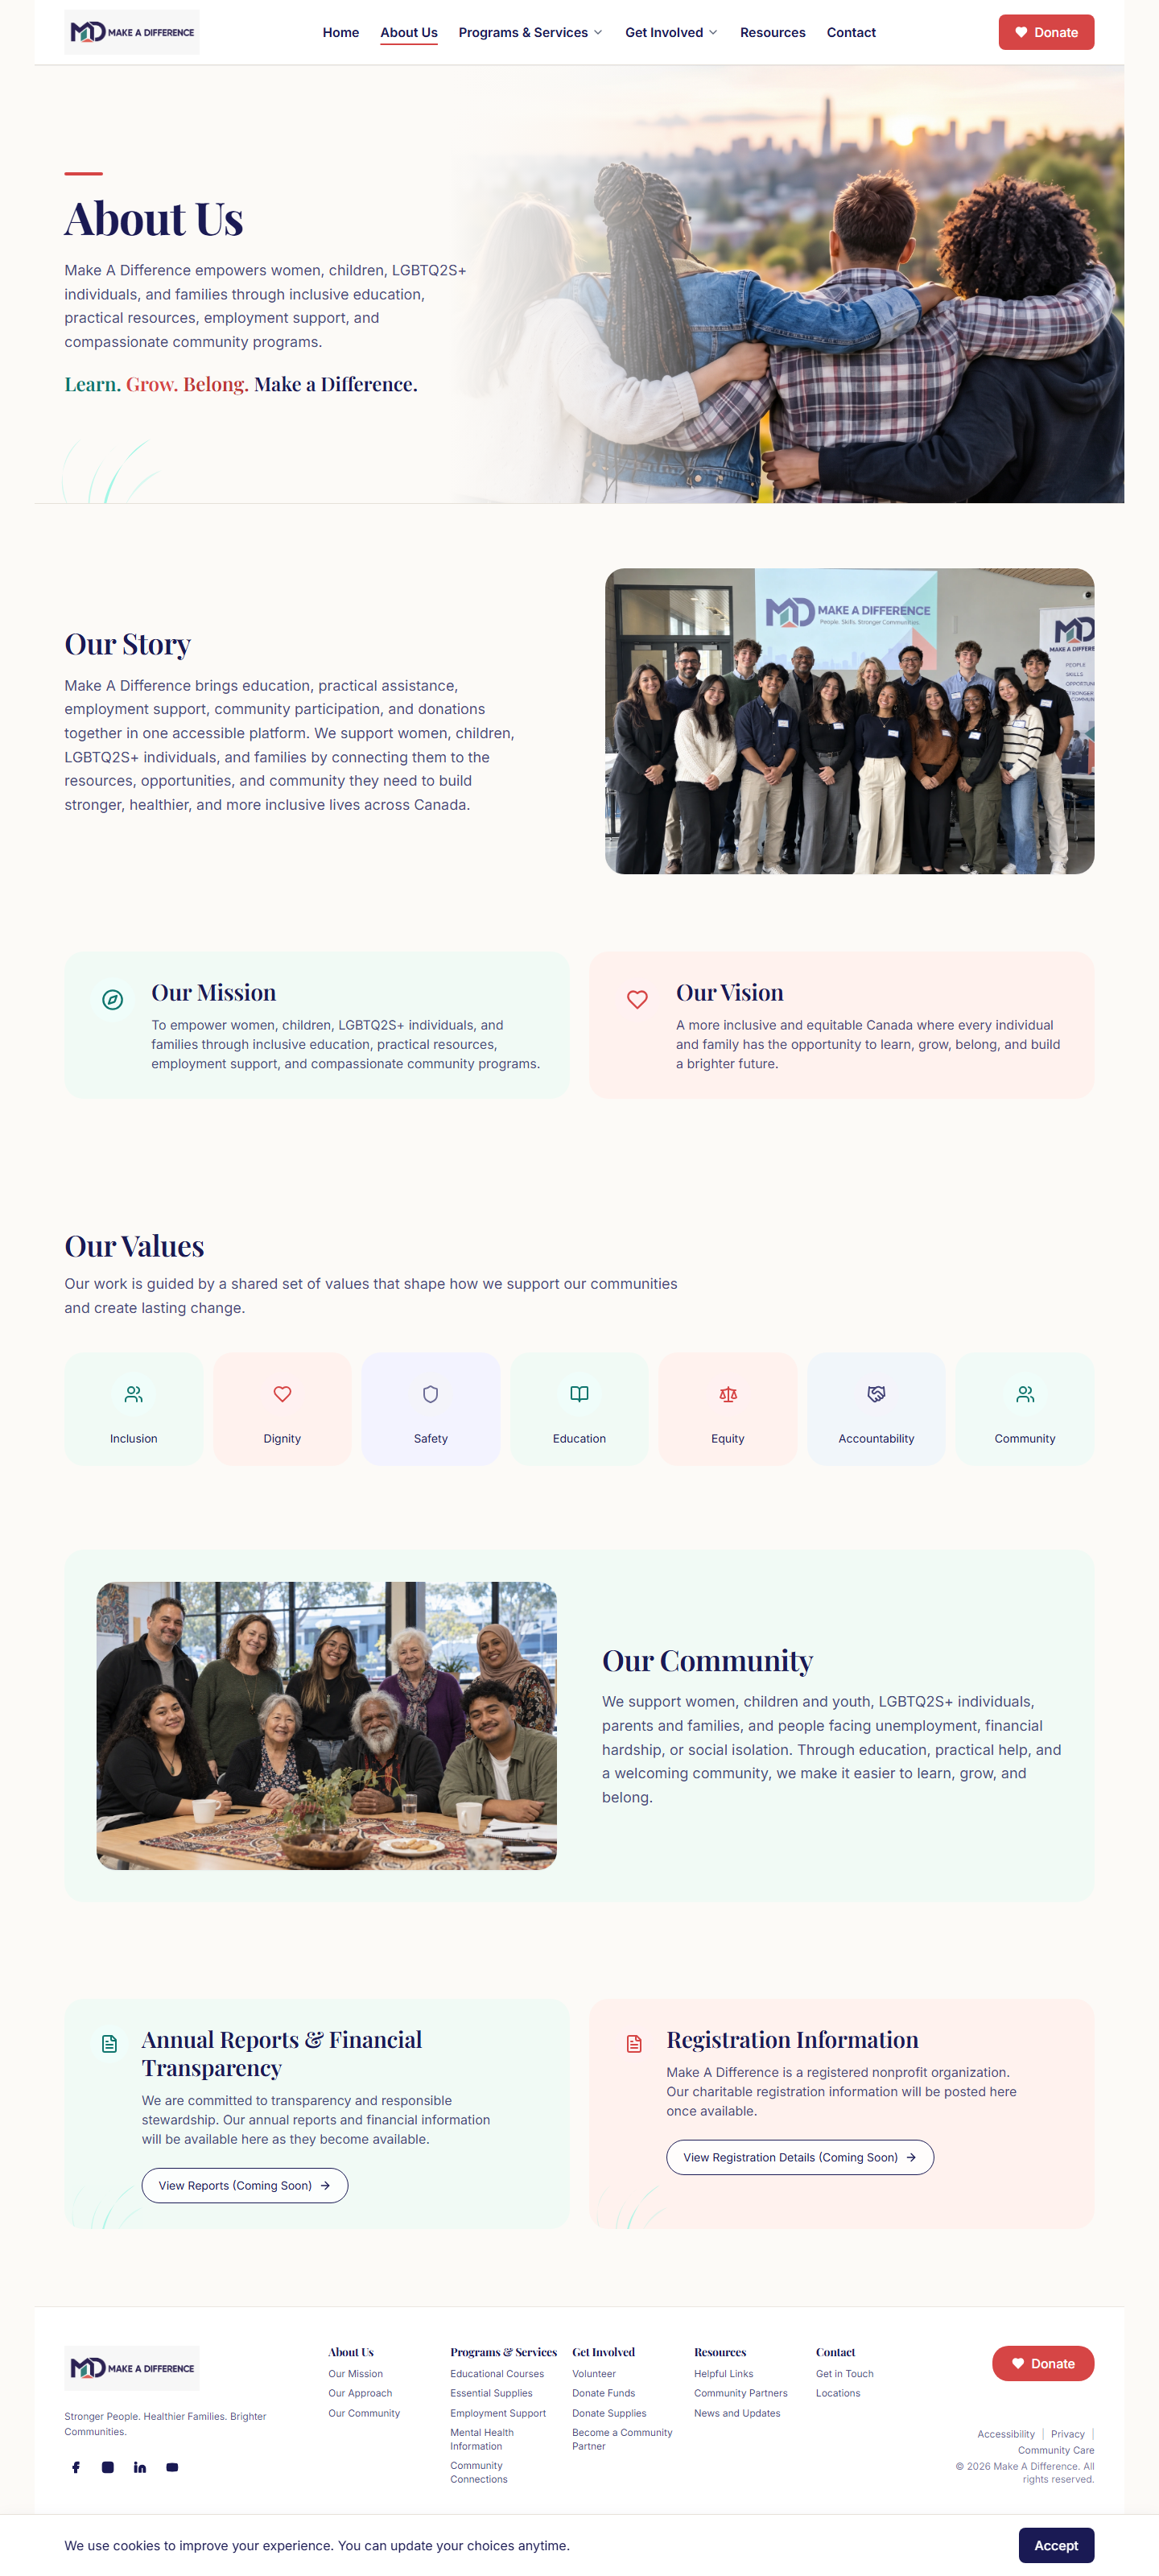 MD MAKE A DIFFERENCE
Home
About Us
Programs & Services
Get Involved
Resources
Contact
Donate
About Us
Make A Difference empowers women, children, LGBTQ2S+
individuals, and families through inclusive education,
practical resources, employment support, and
compassionate community programs.
Learn. Grow. Belong. Make a Difference.
Our Story
Make A Difference brings education, practical assistance,
employment support, community participation, and donations
together in one accessible platform. We support women, children,
LGBTQ2S+ individuals, and families by connecting them to the
resources, opportunities, and community they need to build
stronger, healthier, and more inclusive lives across Canada.
MD MAKE A DIFFERENCE
People. Skills. Stronger Communities.
MD
MAKE A DIFFERE
PEOPLE
SKILLS
OPPORTUN
STRONGER
COMMUN
Our Mission
To empower women, children, LGBTQ2S+ individuals, and
families through inclusive education, practical resources,
employment support, and compassionate community programs.
Our Vision
A more inclusive and equitable Canada where every individual
and family has the opportunity to learn, grow, belong, and build
a brighter future.
Our Values
Our work is guided by a shared set of values that shape how we support our communities
and create lasting change.
Inclusion
Dignity
Safety
Education
Equity
Accountability
Community
Our Community
We support women, children and youth, LGBTQ2S+ individuals,
parents and families, and people facing unemployment, financial
hardship, or social isolation. Through education, practical help, and
a welcoming community, we make it easier to learn, grow, and
belong.
Annual Reports & Financial
Transparency
We are committed to transparency and responsible
stewardship. Our annual reports and financial information
will be available here as they become available.
View Reports (Coming Soon) →
Registration Information
Make A Difference is a registered nonprofit organization.
Our charitable registration information will be posted here
once available.
View Registration Details (Coming Soon) →
MD MAKE A DIFFERENCE
Stronger People. Healthier Families. Brighter
Communities.
About Us
Our Mission
Our Approach
Our Community
Programs & Services
Educational Courses
Essential Supplies
Employment Support
Mental Health
Information
Community
Connections
Get Involved
Volunteer
Donate Funds
Donate Supplies
Become a Community
Partner
Resources
Helpful Links
Community Partners
News and Updates
Contact
Get in Touch
Locations
Donate
Accessibility | Privacy |
Community Care
© 2026 Make A Difference. All
rights reserved.
We use cookies to improve your experience. You can update your choices anytime.
Accept